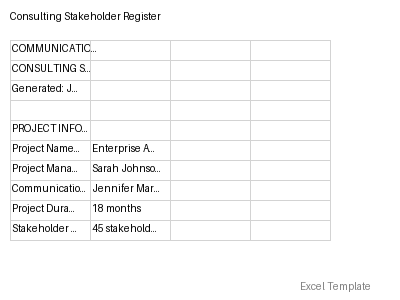 Consulting Stakeholder Register
COMMUNICATIC...
CONSULTING S...
Generated: J...
PROJECT INFO...
Project Name... Enterprise A...
Project Mana... Sarah Johnso...
Communicatio... Jennifer Mar...
Project Dura... 18 months
Stakeholder ... 45 stakehold...
Excel Template